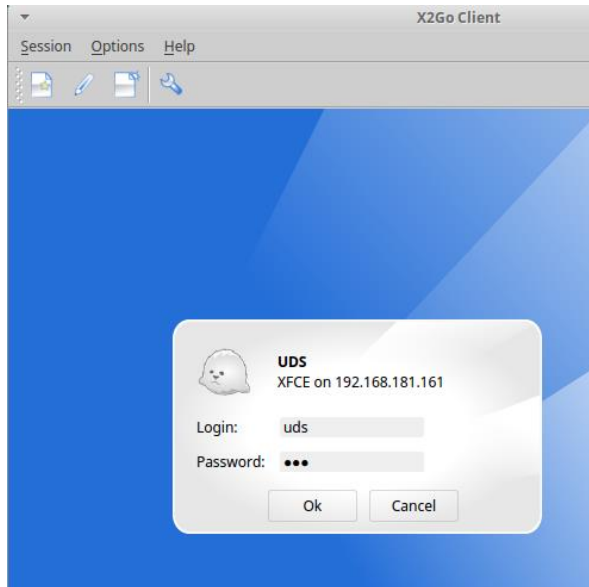 X2Go Client
Session Options Help
UDS
XFCE on 192.168.181.161
Login: uds
Password: •••
Ok Cancel